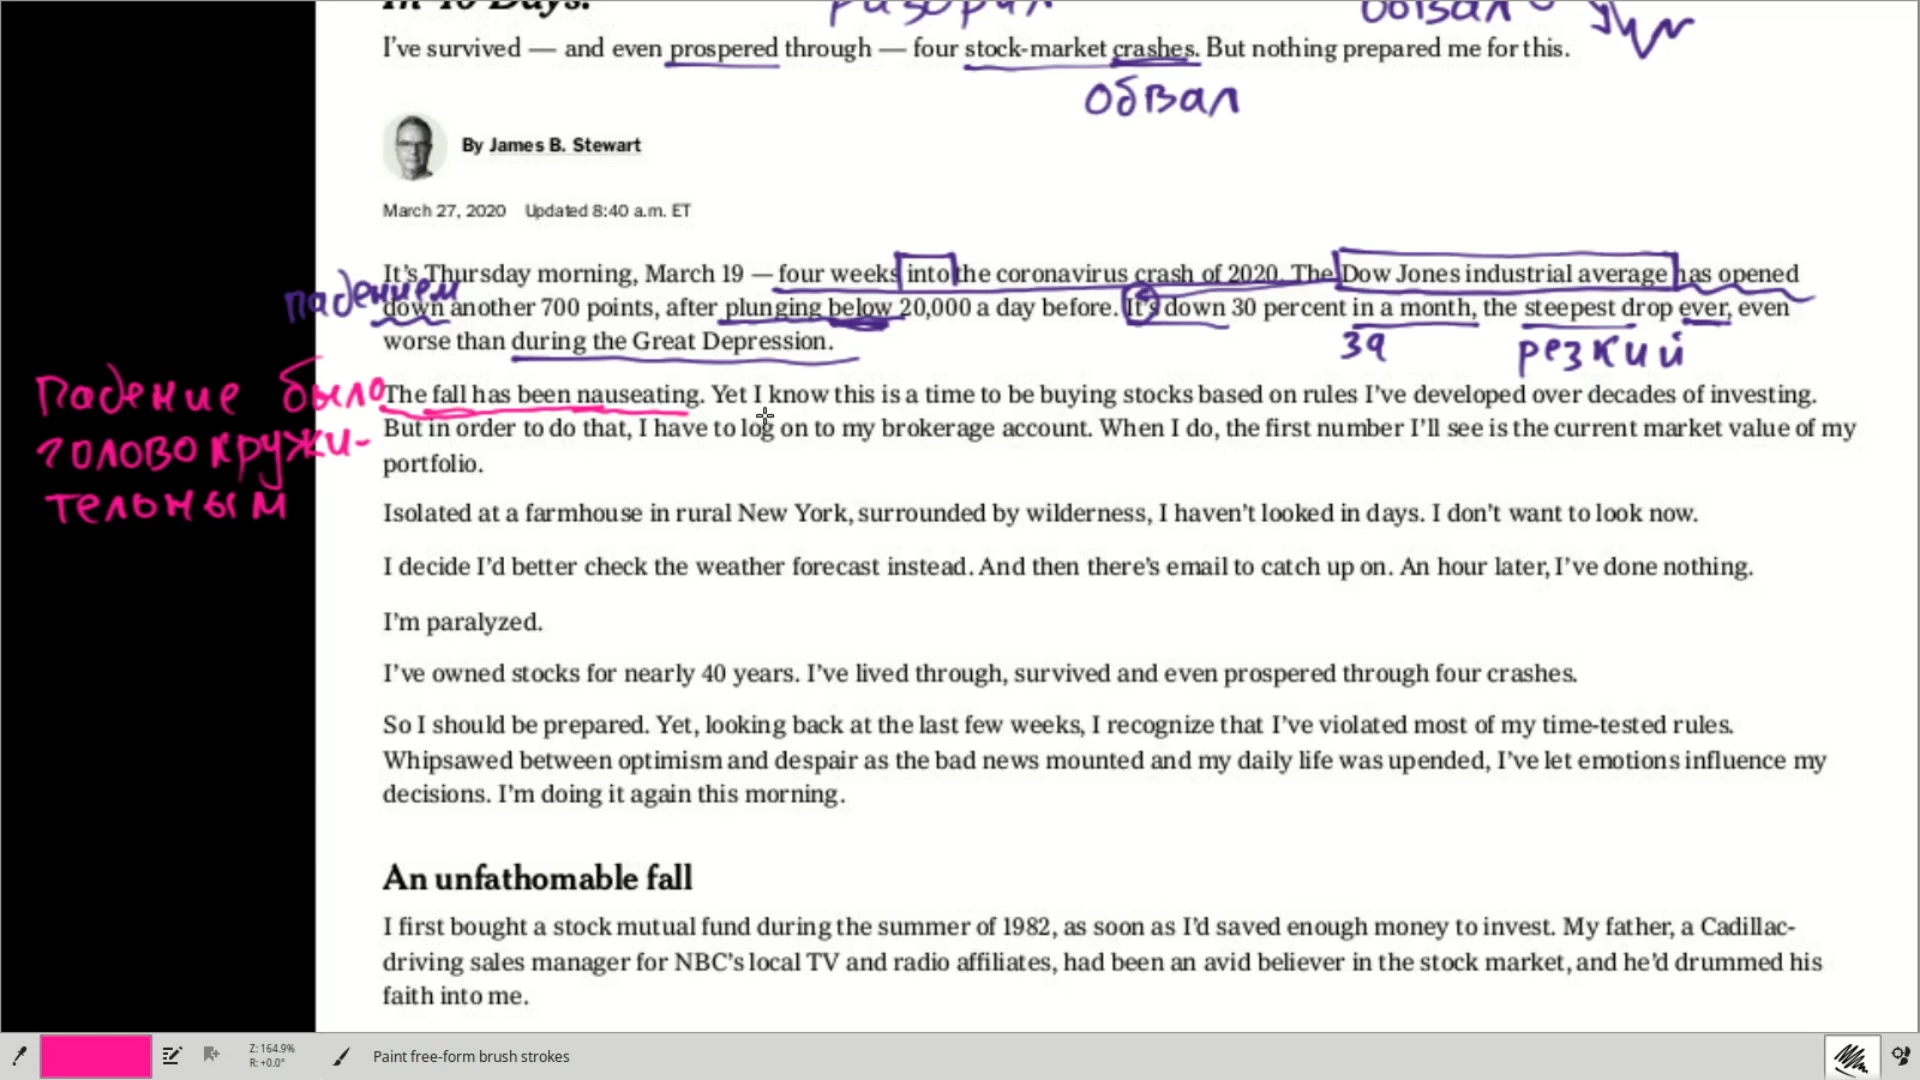 In 10 Days.
разорил
обвал
I've survived — and even prospered through — four stock-market crashes. But nothing prepared me for this.
обвал
By James B. Stewart
March 27, 2020 Updated 8:40 a.m. ET
It's Thursday morning, March 19 — four weeks into the coronavirus crash of 2020. The Dow Jones industrial average has opened
падением
down another 700 points, after plunging below 20,000 a day before. It's down 30 percent in a month, the steepest drop ever, even
worse than during the Great Depression.
за
резкий
Падение было
головокружи-
тельным
The fall has been nauseating. Yet I know this is a time to be buying stocks based on rules I've developed over decades of investing.
But in order to do that, I have to log on to my brokerage account. When I do, the first number I'll see is the current market value of my
portfolio.
Isolated at a farmhouse in rural New York, surrounded by wilderness, I haven't looked in days. I don't want to look now.
I decide I'd better check the weather forecast instead. And then there's email to catch up on. An hour later, I've done nothing.
I'm paralyzed.
I've owned stocks for nearly 40 years. I've lived through, survived and even prospered through four crashes.
So I should be prepared. Yet, looking back at the last few weeks, I recognize that I've violated most of my time-tested rules.
Whipsawed between optimism and despair as the bad news mounted and my daily life was upended, I've let emotions influence my
decisions. I'm doing it again this morning.
An unfathomable fall
I first bought a stock mutual fund during the summer of 1982, as soon as I'd saved enough money to invest. My father, a Cadillac-
driving sales manager for NBC's local TV and radio affiliates, had been an avid believer in the stock market, and he'd drummed his
faith into me.
Z: 164.9%
R: +0.0°
Paint free-form brush strokes